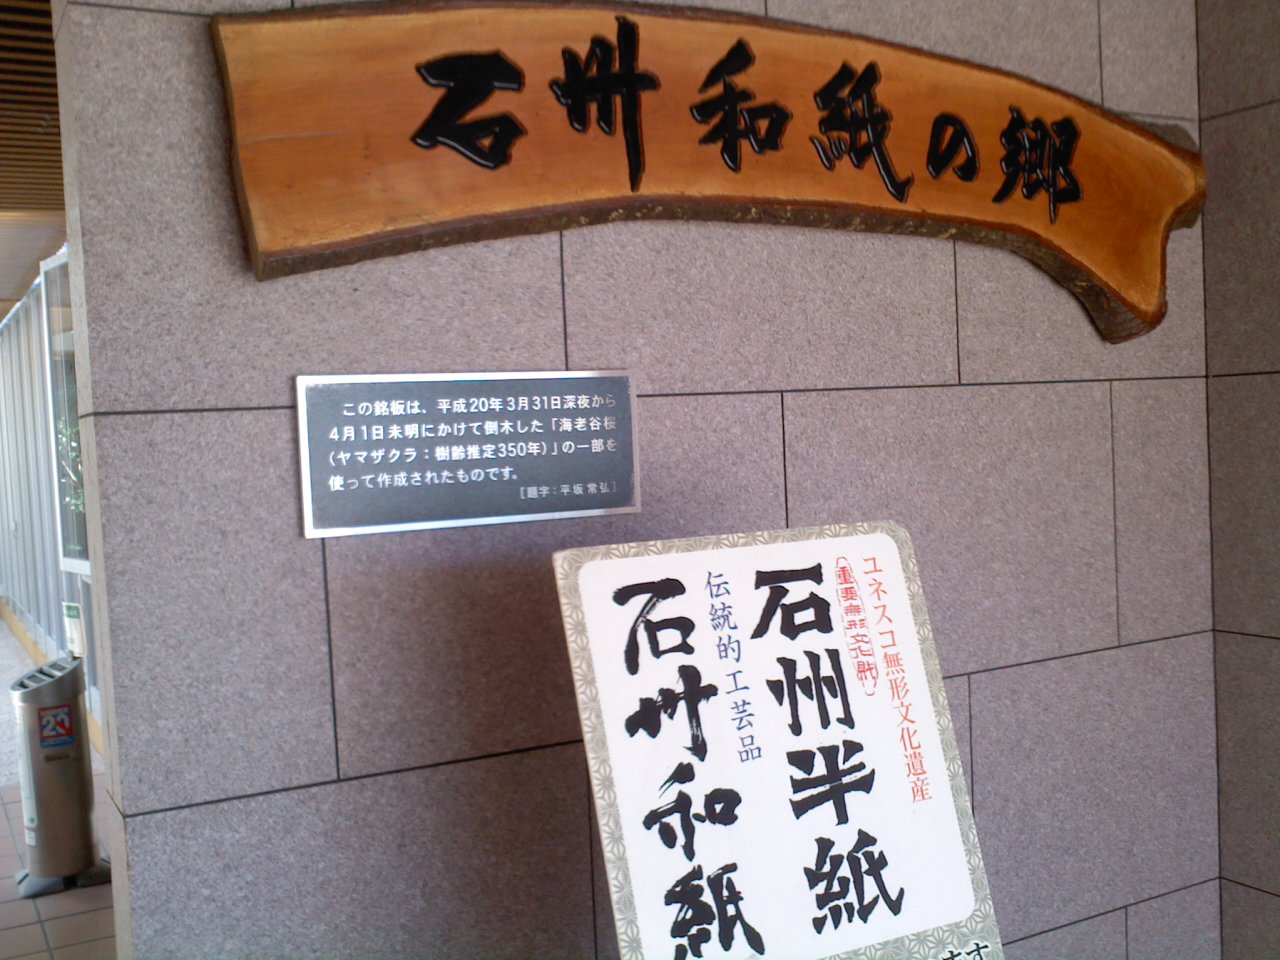 石州和紙の郷
この銘板は、平成20年3月31日深夜から
4月1日未明にかけて倒木した「海老谷桜
(ヤマザクラ：樹齢推定350年)」の一部を
使って作成されたものです。
[題字：平坂 常弘]
ユネスコ無形文化遺産
重要無形文化財
石州半紙
伝統的工芸品
石州和紙
ます